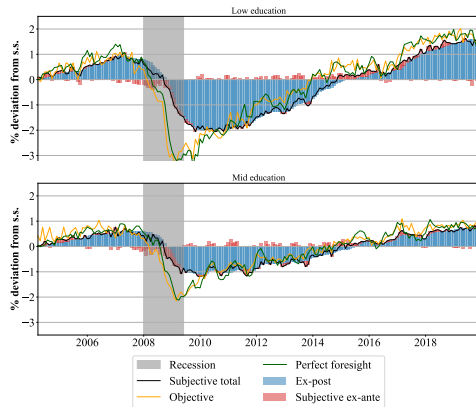 Low education
2
1
0
−1
−2
−3
% deviation from s.s.
Mid education
2
1
0
−1
−2
−3
% deviation from s.s.
2006 2008 2010 2012 2014 2016 2018
Recession Perfect foresight
Subjective total Ex-post
Objective Subjective ex-ante